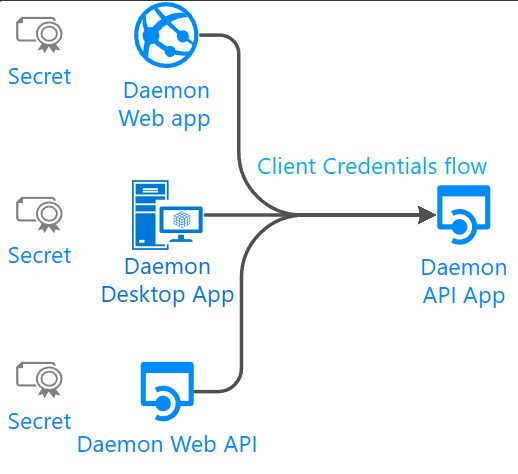 Secret
Daemon
Web app
Client Credentials flow
Secret
Daemon
Desktop App
Daemon
API App
Secret
Daemon Web API